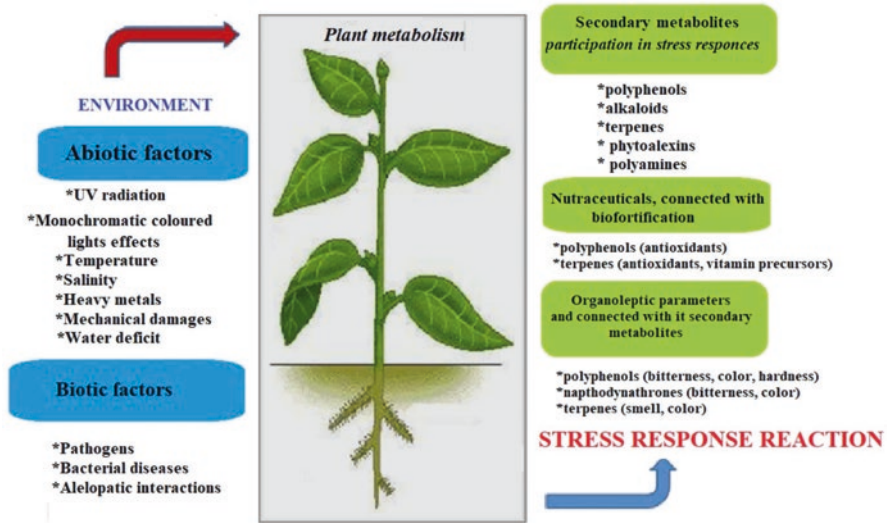 Plant metabolism
ENVIRONMENT
Abiotic factors
*UV radiation
*Monochromatic coloured
lights effects
*Temperature
*Salinity
*Heavy metals
*Mechanical damages
*Water deficit
Biotic factors
*Pathogens
*Bacterial diseases
*Alelopatic interactions
Secondary metabolites
participation in stress responces
*polyphenols
*alkaloids
*terpenes
* phytoalexins
* polyamines
Nutraceuticals, connected with
biofortification
*polyphenols (antioxidants)
*terpenes (antioxidants, vitamin precursors)
Organoleptic parameters
and connected with it secondary
metabolites
*polyphenols (bitterness, color, hardness)
*napthodynathrones (bitterness, color)
*terpenes (smell, color)
STRESS RESPONSE REACTION